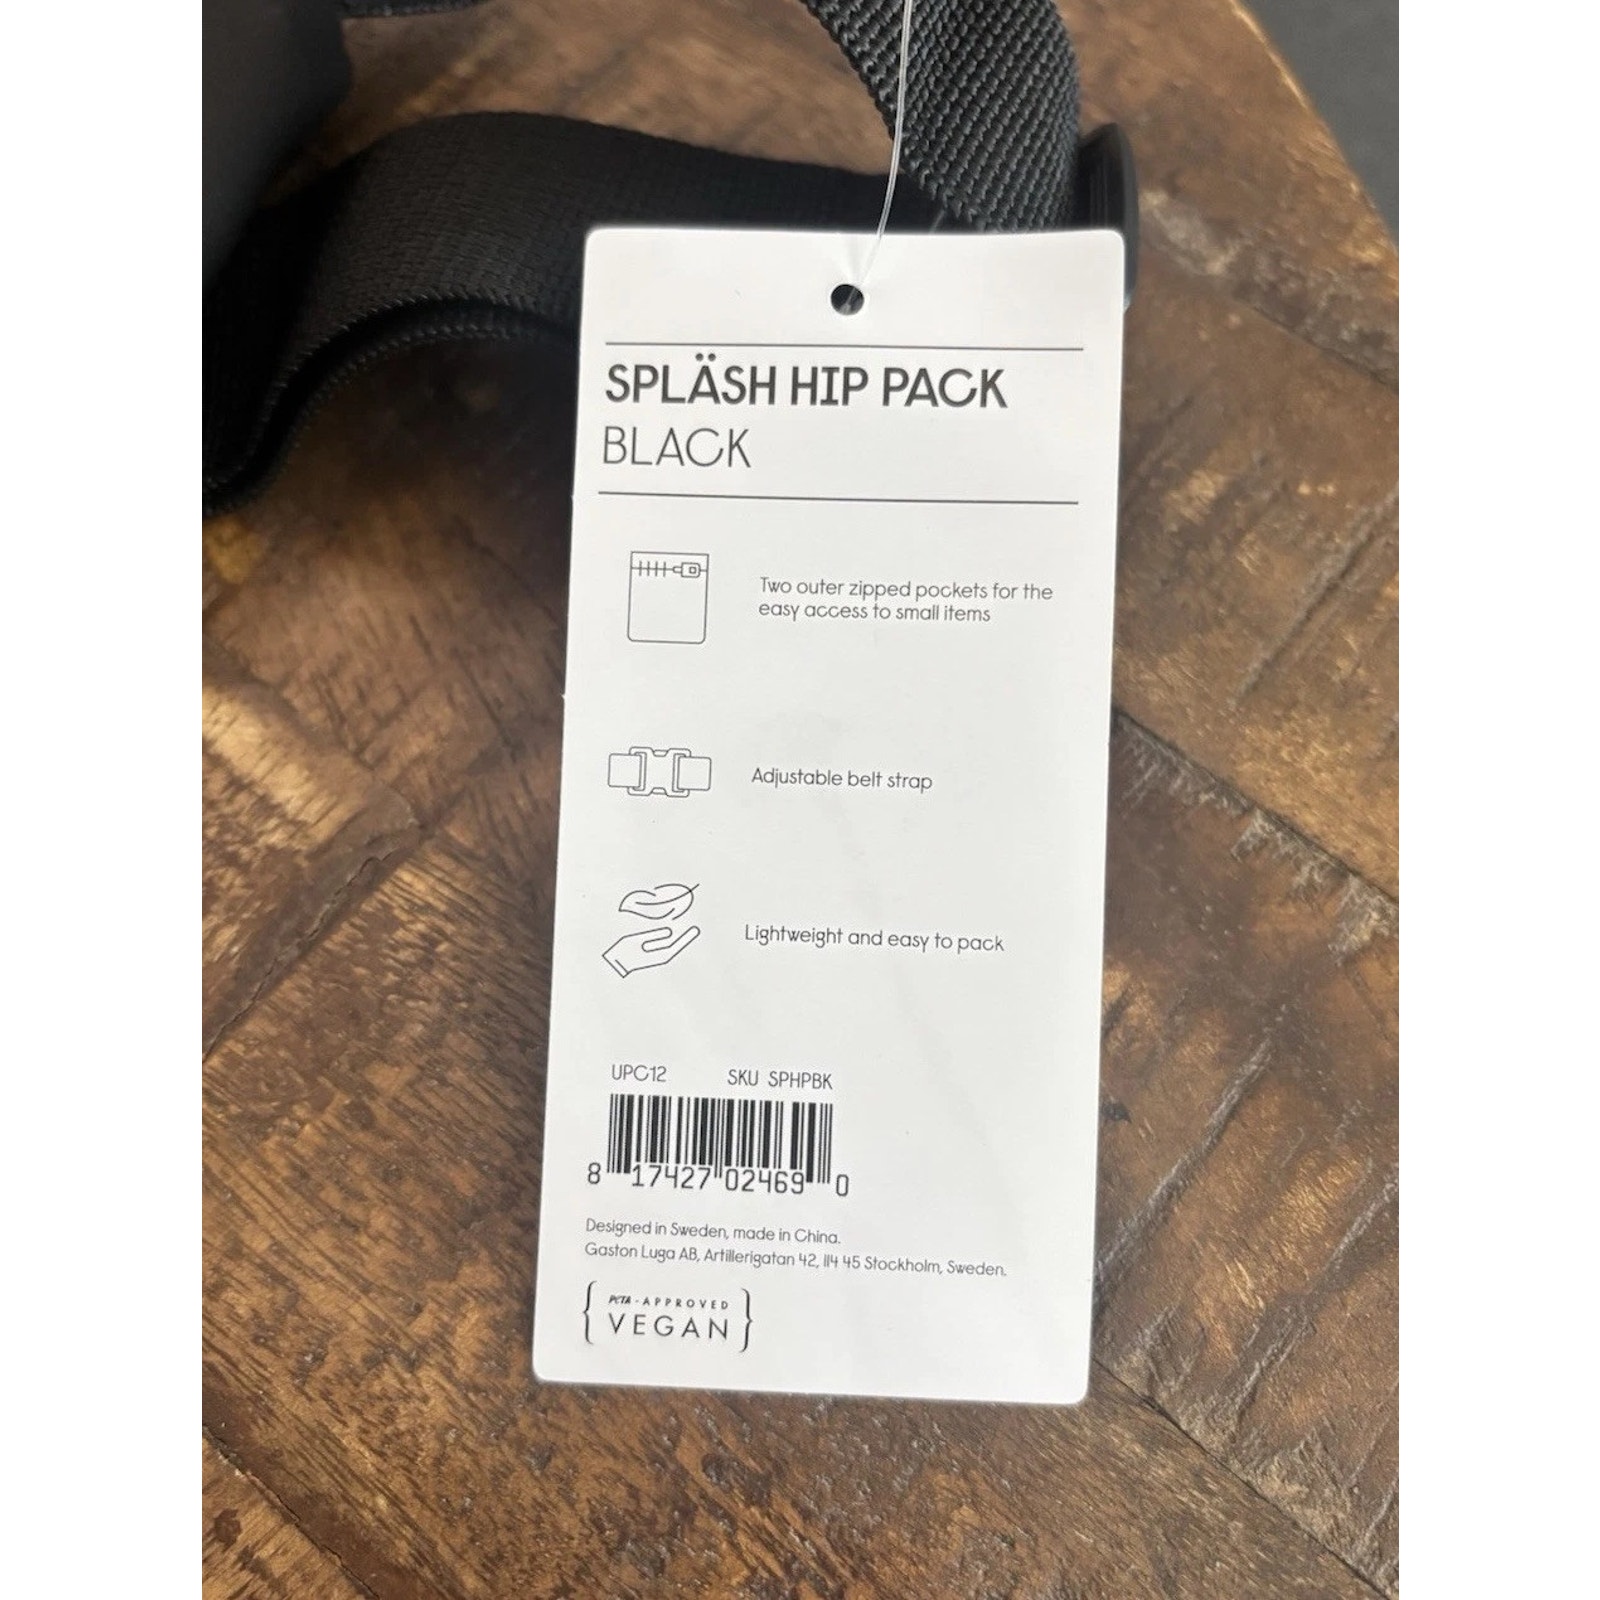 SPLÄSH HIP PACK
BLACK
Two outer zipped pockets for the
easy access to small items
Adjustable belt strap
Lightweight and easy to pack
UPC12 SKU SPHPBK
8 17427 02469 0
Designed in Sweden, made in China.
Gaston Luga AB, Artillerigatan 42, 114 45 Stockholm, Sweden.
PETA - APPROVED
VEGAN